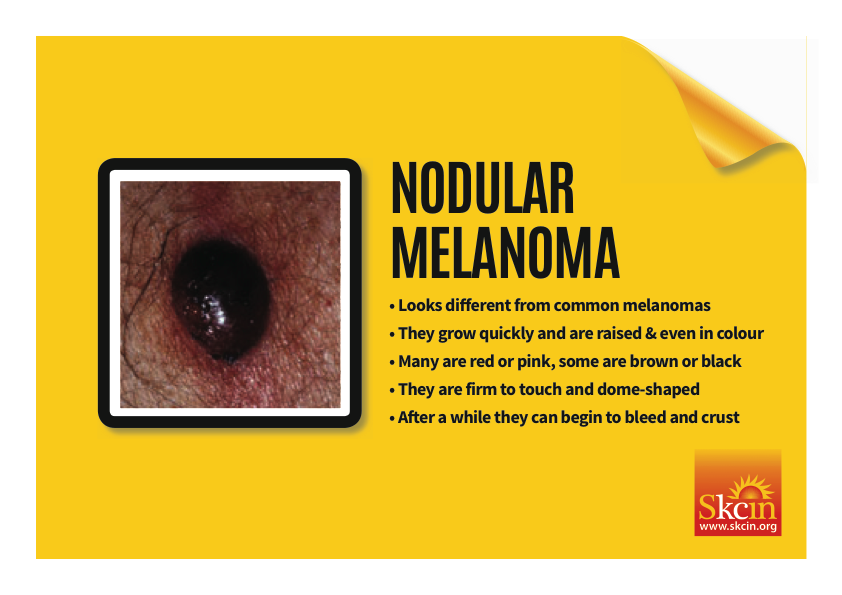 NODULAR
MELANOMA
• Looks different from common melanomas
• They grow quickly and are raised & even in colour
• Many are red or pink, some are brown or black
• They are firm to touch and dome-shaped
• After a while they can begin to bleed and crust
Skcin
www.skcin.org